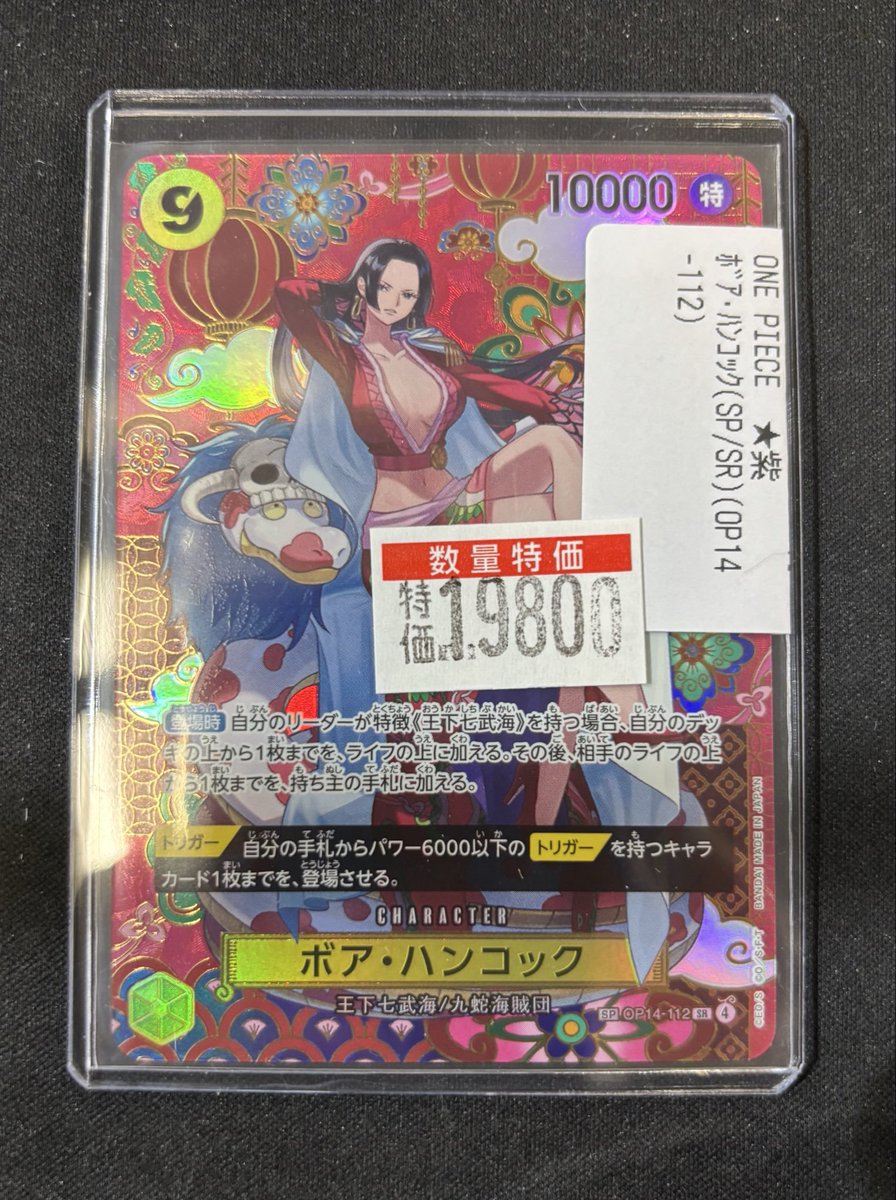 9
10000 特
ONE PIECE ★紫
ﾎﾞｱ･ﾊﾝｺｯｸ(SP/SR)(OP14
-112)
数量特価
特価 19800
登場時 自分のリーダーが特徴《王下七武海》を持つ場合、自分のデッ
キの上から1枚までを、ライフの上に加える。その後、相手のライフの上
から1枚までを、持ち主の手札に加える。
トリガー 自分の手札からパワー6000以下の トリガー を持つキャラ
カード1枚までを、登場させる。
CHARACTER
ボア・ハンコック
王下七武海/九蛇海賊団
SP OP14-112 SR 4
©E.O/S ©O/S・F・T BANDAI MADE IN JAPAN